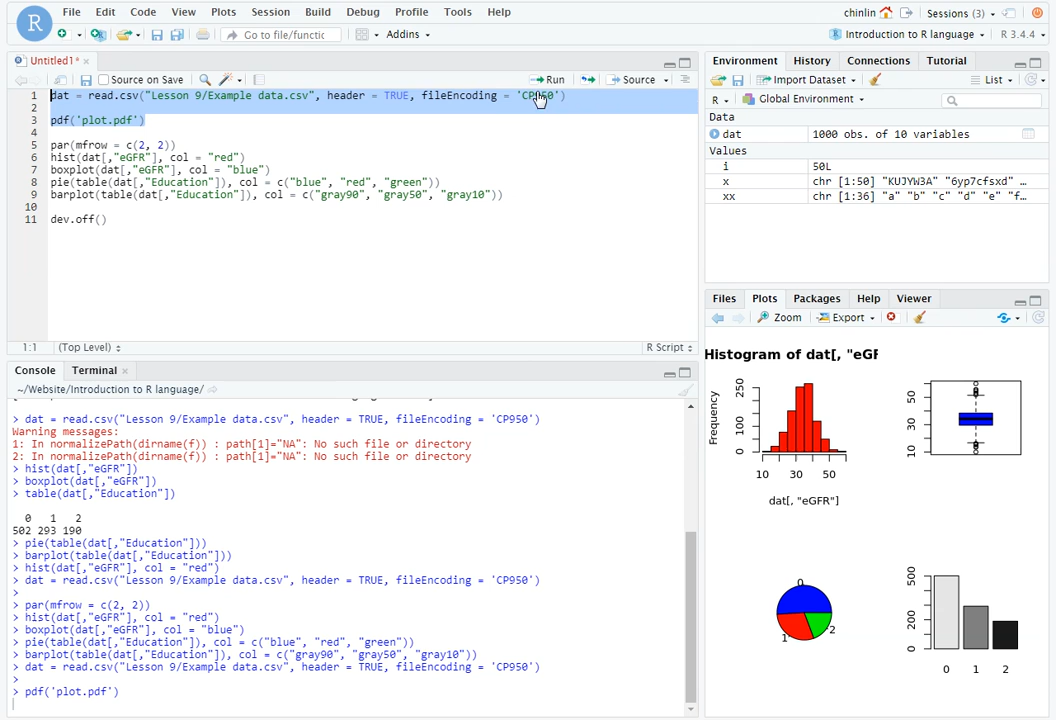 File Edit Code View Plots Session Build Debug Profile Tools Help
chinlin Sessions (3)
Go to file/functic Addins
Introduction to R language R 3.4.4
Untitled1* ×
Source on Save Run Source
1 dat = read.csv("Lesson 9/Example data.csv", header = TRUE, fileEncoding = 'CP950')
2
3 pdf('plot.pdf')
4
5 par(mfrow = c(2, 2))
6 hist(dat[,"eGFR"], col = "red")
7 boxplot(dat[,"eGFR"], col = "blue")
8 pie(table(dat[,"Education"]), col = c("blue", "red", "green"))
9 barplot(table(dat[,"Education"]), col = c("gray90", "gray50", "gray10"))
10
11 dev.off()
1:1 (Top Level) R Script
Console Terminal ×
~/Website/Introduction to R language/
> dat = read.csv("Lesson 9/Example data.csv", header = TRUE, fileEncoding = 'CP950')
Warning messages:
1: In normalizePath(dirname(f)) : path[1]="NA": No such file or directory
2: In normalizePath(dirname(f)) : path[1]="NA": No such file or directory
> hist(dat[,"eGFR"])
> boxplot(dat[,"eGFR"])
> table(dat[,"Education"])
0 1 2
502 293 190
> pie(table(dat[,"Education"]))
> barplot(table(dat[,"Education"]))
> hist(dat[,"eGFR"], col = "red")
> dat = read.csv("Lesson 9/Example data.csv", header = TRUE, fileEncoding = 'CP950')
>
> par(mfrow = c(2, 2))
> hist(dat[,"eGFR"], col = "red")
> boxplot(dat[,"eGFR"], col = "blue")
> pie(table(dat[,"Education"]), col = c("blue", "red", "green"))
> barplot(table(dat[,"Education"]), col = c("gray90", "gray50", "gray10"))
> dat = read.csv("Lesson 9/Example data.csv", header = TRUE, fileEncoding = 'CP950')
>
> pdf('plot.pdf')
Environment History Connections Tutorial
Import Dataset List
R Global Environment
Data
dat 1000 obs. of 10 variables
Values
i 50L
x chr [1:50] "KUJYW3A" "6yp7cfsxd" …
xx chr [1:36] "a" "b" "c" "d" "e" "f…
Files Plots Packages Help Viewer
Zoom Export
Histogram of dat[, "eGF
Frequency
250
100
0
10 30 50
dat[, "eGFR"]
50
30
10
0
1
2
500
200
0
0 1 2